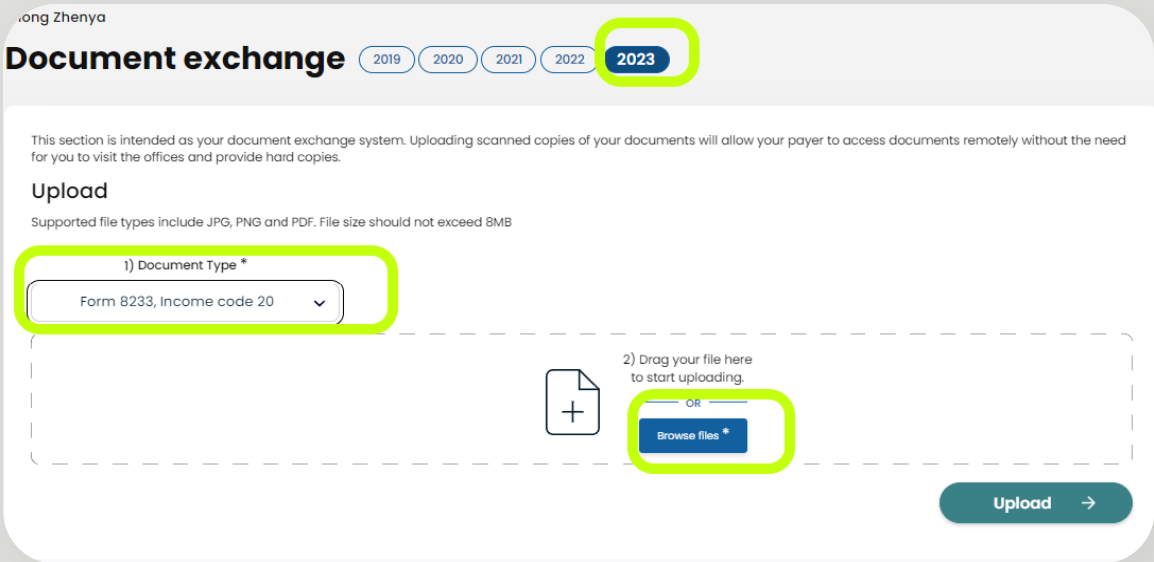 Zhenya
Document exchange 2019 2020 2021 2022 2023
This section is intended as your document exchange system. Uploading scanned copies of your documents will allow your payer to access documents remotely without the need
for you to visit the offices and provide hard copies.
Upload
Supported file types include JPG, PNG and PDF. File size should not exceed 8MB
1) Document Type *
Form 8233, Income code 20
2) Drag your file here
to start uploading.
OR
Browse files *
Upload →